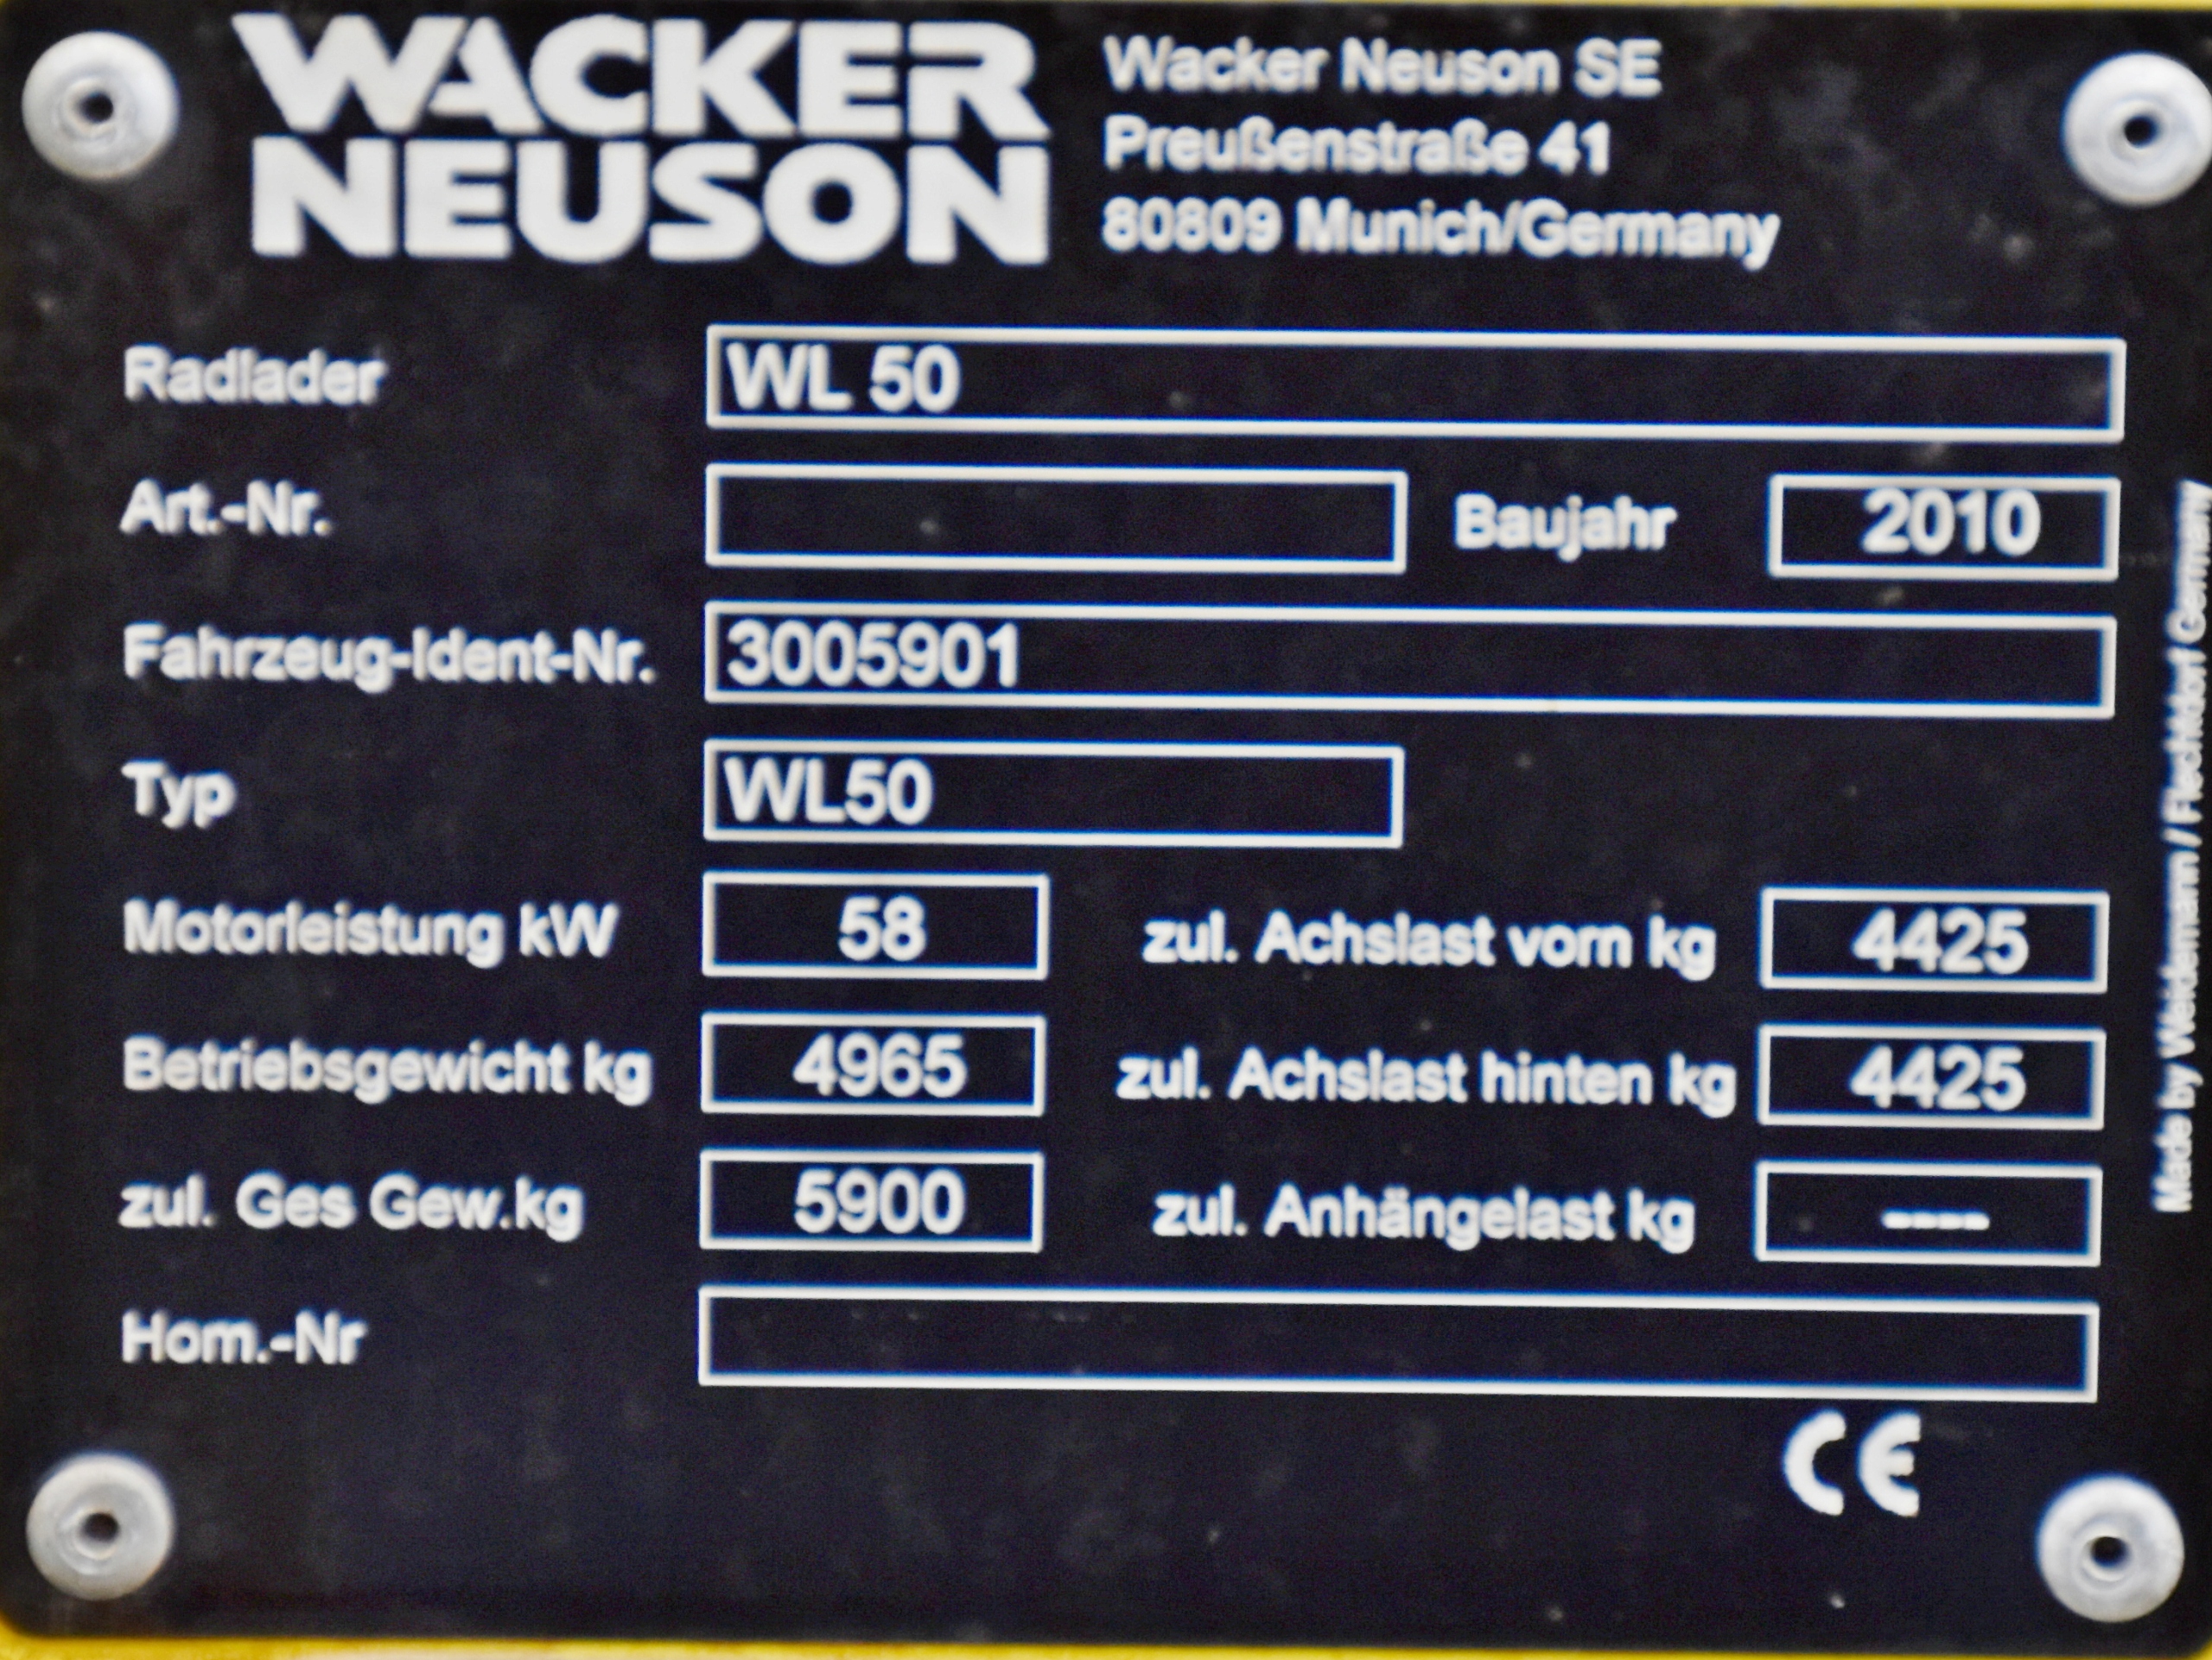 WACKER
NEUSON
Wacker Neuson SE
Preußenstraße 41
80809 Munich/Germany
Radlader WL 50
Art.-Nr. Baujahr 2010
Fahrzeug-Ident-Nr. 3005901
Typ WL50
Motorleistung kW 58 zul. Achslast vorn kg 4425
Betriebsgewicht kg 4965 zul. Achslast hinten kg 4425
zul. Ges Gew.kg 5900 zul. Anhängelast kg ----
Hom.-Nr
CE
Made by Weidemann / Flechtdorf Germany